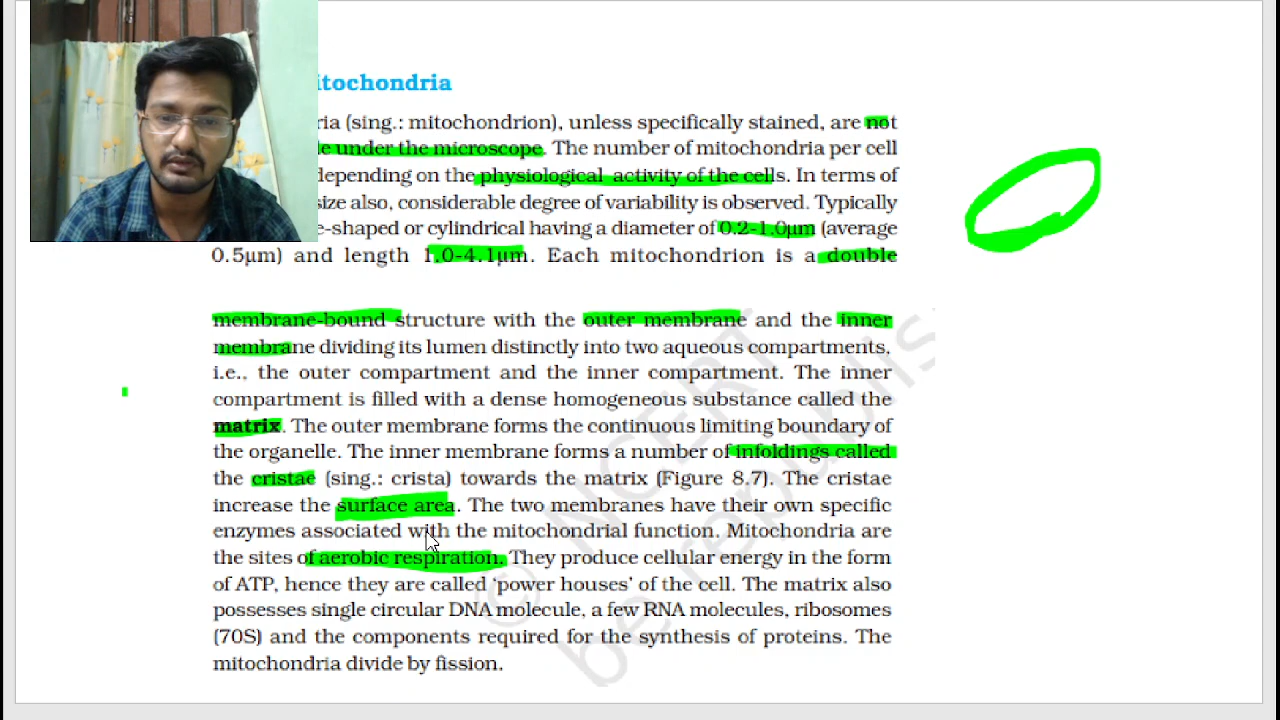 itochondria
ria (sing.: mitochondrion), unless specifically stained, are not
e under the microscope. The number of mitochondria per cell
depending on the physiological activity of the cells. In terms of
size also, considerable degree of variability is observed. Typically
e-shaped or cylindrical having a diameter of 0.2-1.0μm (average
0.5μm) and length 1.0-4.1μm. Each mitochondrion is a double
membrane-bound structure with the outer membrane and the inner
membrane dividing its lumen distinctly into two aqueous compartments,
i.e., the outer compartment and the inner compartment. The inner
compartment is filled with a dense homogeneous substance called the
matrix. The outer membrane forms the continuous limiting boundary of
the organelle. The inner membrane forms a number of infoldings called
the cristae (sing.: crista) towards the matrix (Figure 8.7). The cristae
increase the surface area. The two membranes have their own specific
enzymes associated with the mitochondrial function. Mitochondria are
the sites of aerobic respiration. They produce cellular energy in the form
of ATP, hence they are called 'power houses' of the cell. The matrix also
possesses single circular DNA molecule, a few RNA molecules, ribosomes
(70S) and the components required for the synthesis of proteins. The
mitochondria divide by fission.
© NCERT
be republis